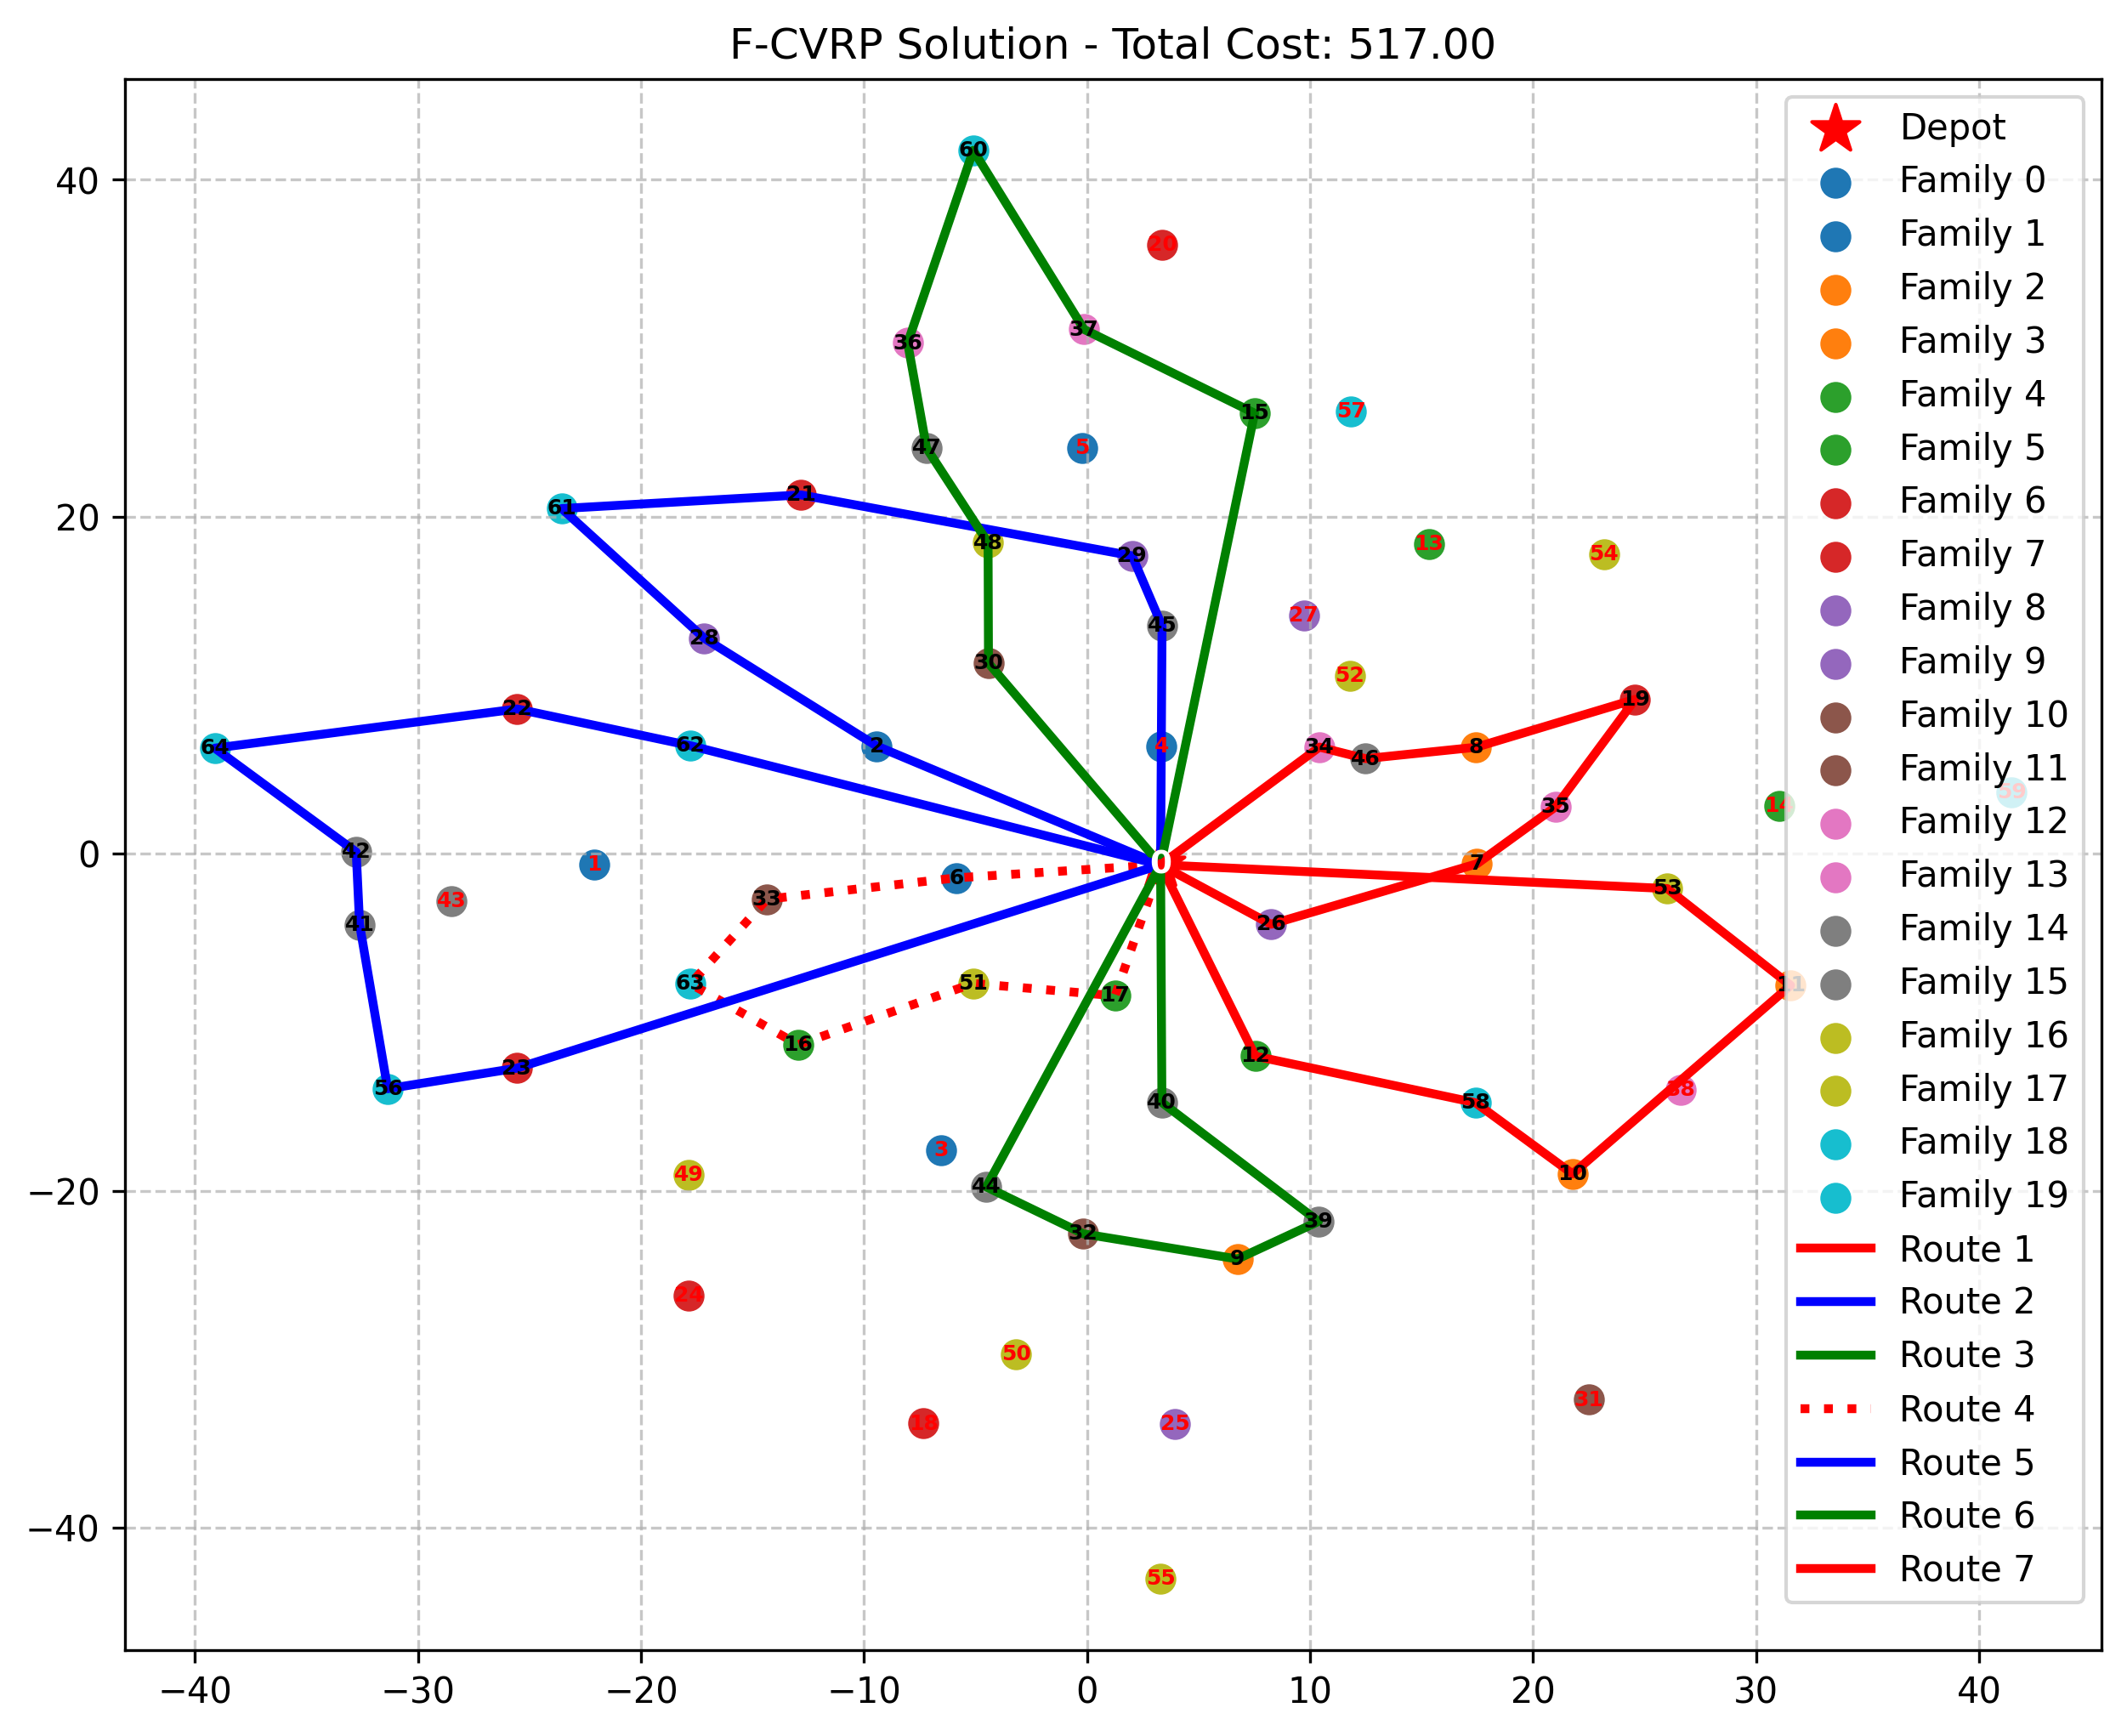 F-CVRP Solution - Total Cost: 517.00
40
20
0
−20
−40
−40
−30
−20
−10
0
10
20
30
40
Depot
Family 0
Family 1
Family 2
Family 3
Family 4
Family 5
Family 6
Family 7
Family 8
Family 9
Family 10
Family 11
Family 12
Family 13
Family 14
Family 15
Family 16
Family 17
Family 18
Family 19
Route 1
Route 2
Route 3
Route 4
Route 5
Route 6
Route 7
60
20
36
37
15
57
47
5
61
21
48
29
13
54
28
30
45
27
52
19
64
22
62
2
4
34
46
8
35
14
59
42
1
43
33
6
0
7
53
26
41
63
51
17
11
16
12
56
23
40
58
38
10
3
49
44
32
39
9
24
50
18
25
31
55